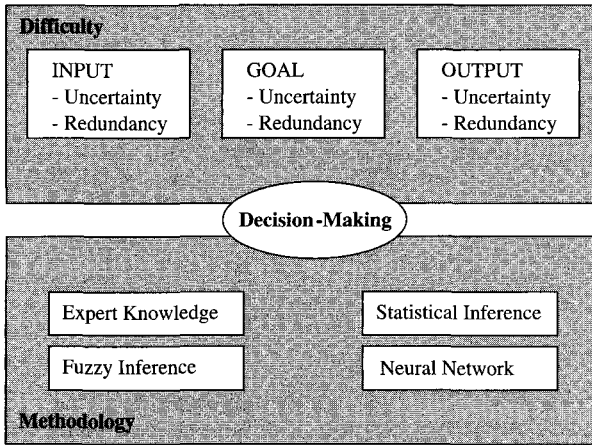 Difficulty
INPUT
- Uncertainty
- Redundancy
GOAL
- Uncertainty
- Redundancy
OUTPUT
- Uncertainty
- Redundancy
Decision-Making
Expert Knowledge
Statistical Inference
Fuzzy Inference
Neural Network
Methodology